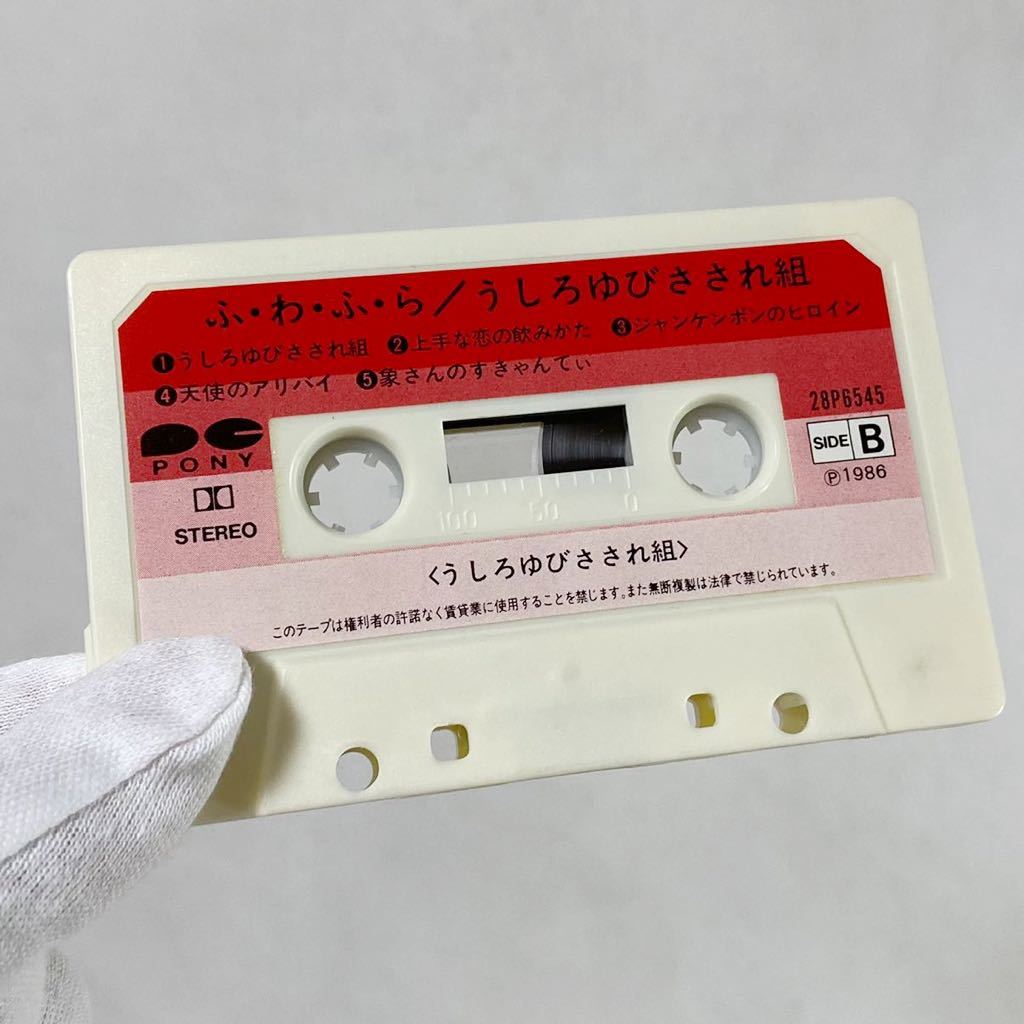 ふ・わ・ふ・ら／うしろゆびさされ組
❶うしろゆびさされ組 ❷上手な恋の飲みかた ❸ジャンケンポンのヒロイン
❹天使のアリバイ ❺象さんのすきゃんてぃ
28P6545
PONY
SIDE B
STEREO
Ⓟ1986
100 50 0
〈うしろゆびさされ組〉
このテープは権利者の許諾なく賃貸業に使用することを禁じます。また無断複製は法律で禁じられています。